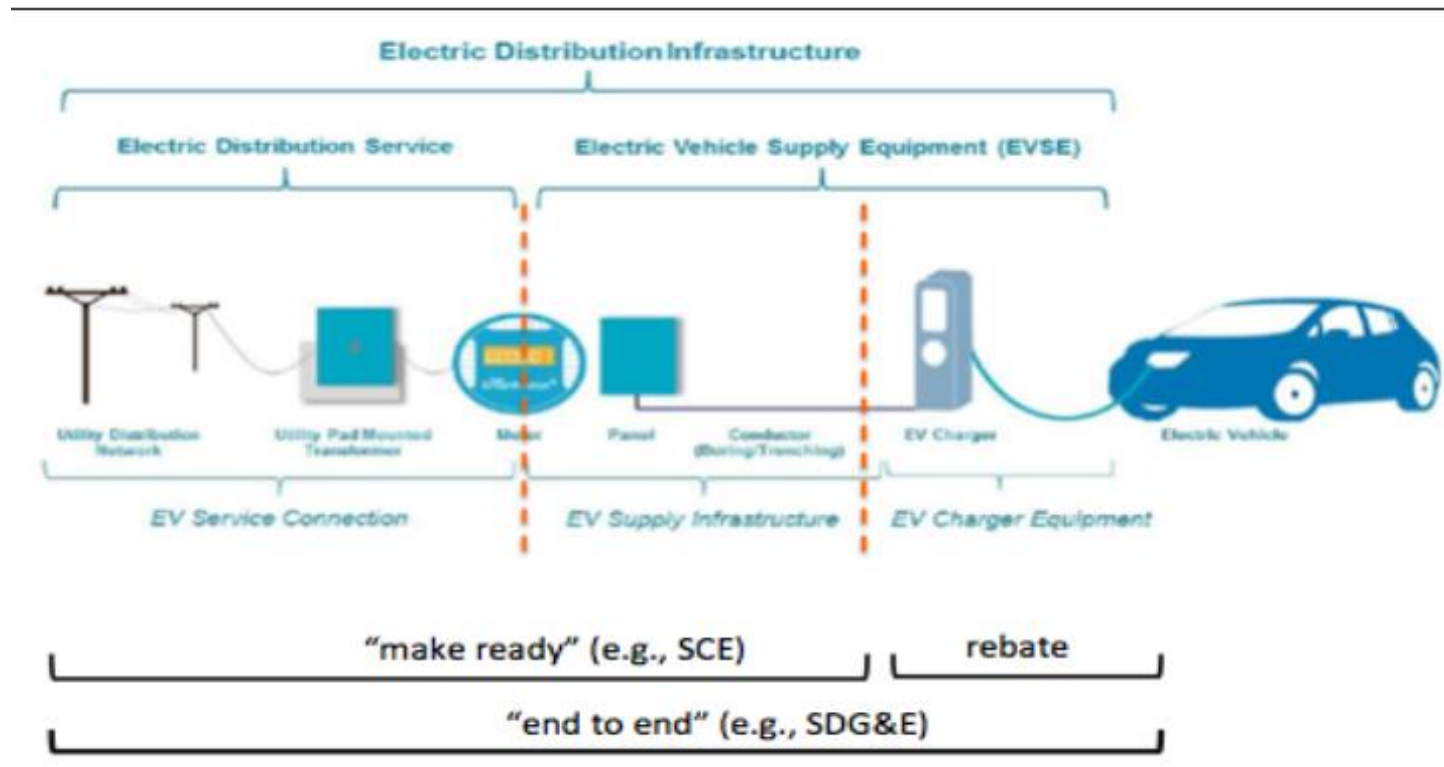 Electric Distribution Infrastructure
Electric Distribution Service
Electric Vehicle Supply Equipment (EVSE)
Utility Distribution
Network
Utility Pad Mounted
Transformer
Meter
Panel
Conductor
(Boring/Trenching)
EV Charger
Electric Vehicle
EV Service Connection
EV Supply Infrastructure
EV Charger Equipment
“make ready” (e.g., SCE)
rebate
“end to end” (e.g., SDG&E)